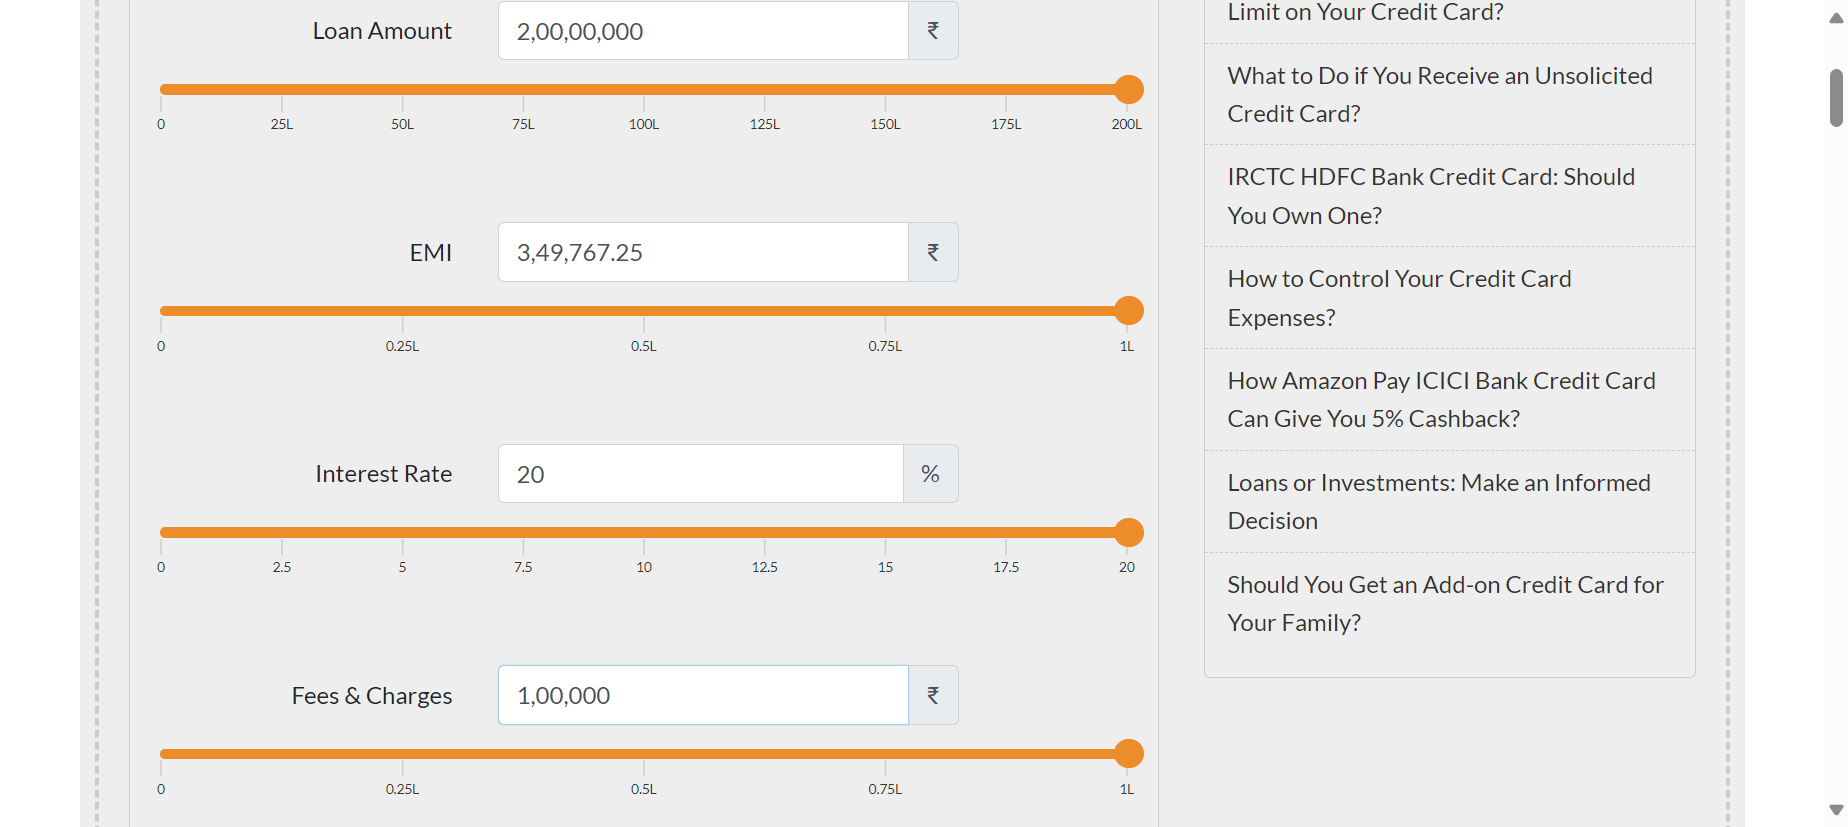 Loan Amount
2,00,00,000 ₹
0 25L 50L 75L 100L 125L 150L 175L 200L
EMI
3,49,767.25 ₹
0 0.25L 0.5L 0.75L 1L
Interest Rate
20 %
0 2.5 5 7.5 10 12.5 15 17.5 20
Fees & Charges
1,00,000 ₹
0 0.25L 0.5L 0.75L 1L
Limit on Your Credit Card?
What to Do if You Receive an Unsolicited
Credit Card?
IRCTC HDFC Bank Credit Card: Should
You Own One?
How to Control Your Credit Card
Expenses?
How Amazon Pay ICICI Bank Credit Card
Can Give You 5% Cashback?
Loans or Investments: Make an Informed
Decision
Should You Get an Add-on Credit Card for
Your Family?